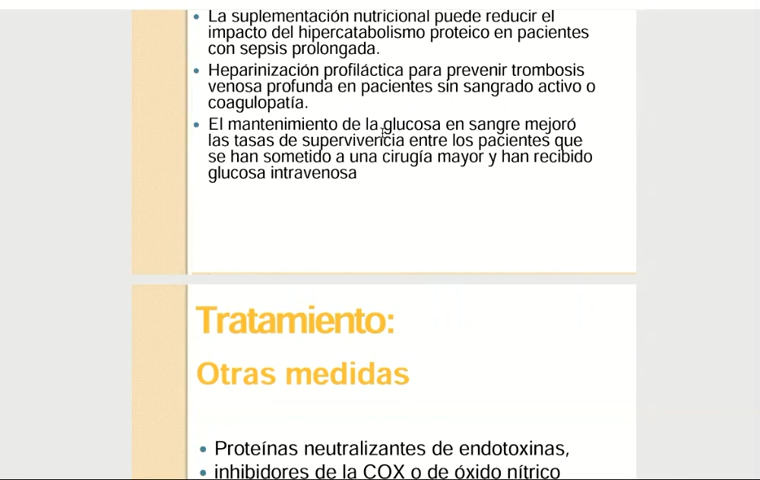 La suplementación nutricional puede reducir el
impacto del hipercatabolismo proteico en pacientes
con sepsis prolongada.
Heparinización profiláctica para prevenir trombosis
venosa profunda en pacientes sin sangrado activo o
coagulopatía.
El mantenimiento de la glucosa en sangre mejoró
las tasas de supervivencia entre los pacientes que
se han sometido a una cirugía mayor y han recibido
glucosa intravenosa
Tratamiento:
Otras medidas
Proteínas neutralizantes de endotoxinas,
inhibidores de la COX o de óxido nítrico